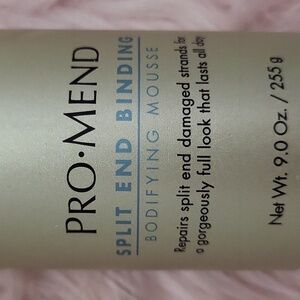 PRO·MEND
SPLIT END BINDING
BODIFYING MOUSSE
Repairs split end damaged strands for
a gorgeously full look that lasts all day
Net Wt. 9.0 Oz. / 255 g